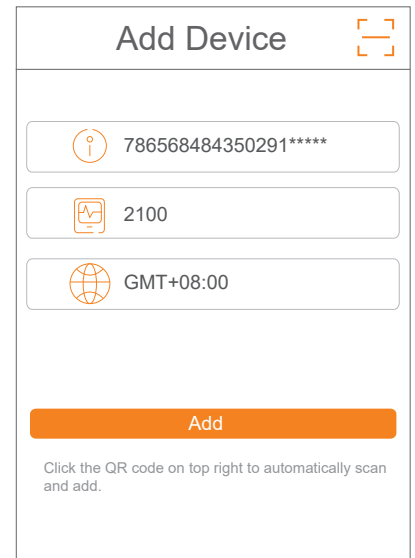 Add Device
786568484350291*****
2100
GMT+08:00
Add
Click the QR code on top right to automatically scan
and add.